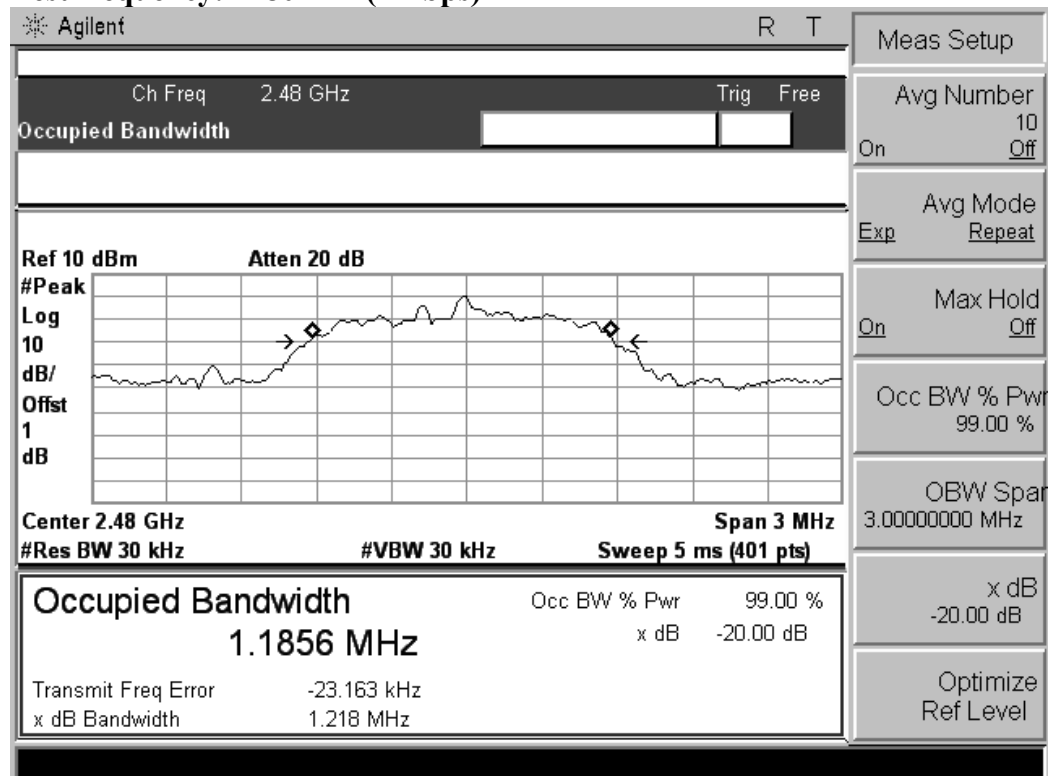 Agilent R T
Meas Setup
Ch Freq 2.48 GHz Trig Free
Occupied Bandwidth
Avg Number
10
On Off
Avg Mode
Exp Repeat
Max Hold
On Off
Occ BW % Pwr
99.00 %
OBW Span
3.00000000 MHz
x dB
-20.00 dB
Optimize
Ref Level
Ref 10 dBm Atten 20 dB
#Peak
Log
10
dB/
Offst
1
dB
Center 2.48 GHz Span 3 MHz
#Res BW 30 kHz #VBW 30 kHz Sweep 5 ms (401 pts)
Occupied Bandwidth
1.1856 MHz
Occ BW % Pwr 99.00 %
x dB -20.00 dB
Transmit Freq Error -23.163 kHz
x dB Bandwidth 1.218 MHz